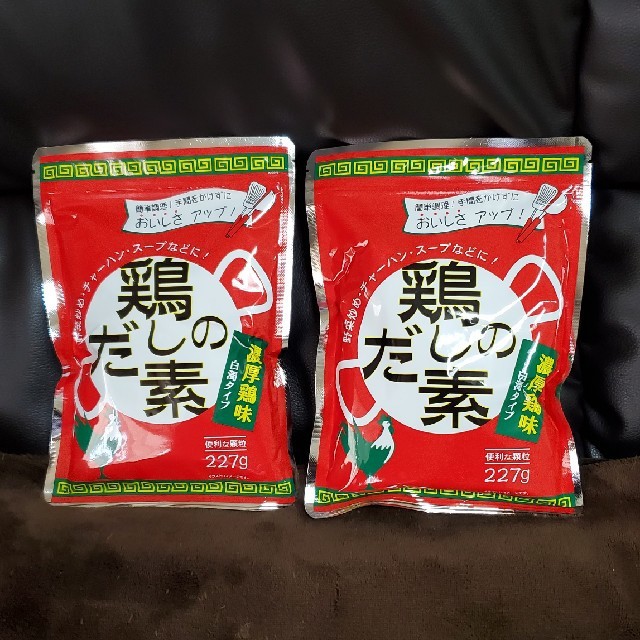 簡単調理!手間をかけずに
おいしさ アップ!
野菜炒め・チャーハン・スープなどに!
鶏の
だし
素
濃厚鶏味
白湯タイプ
便利な顆粒
227g
簡単調理!手間をかけずに
おいしさ アップ!
野菜炒め・チャーハン・スープなどに!
鶏の
だし
素
濃厚鶏味
白湯タイプ
便利な顆粒
227g